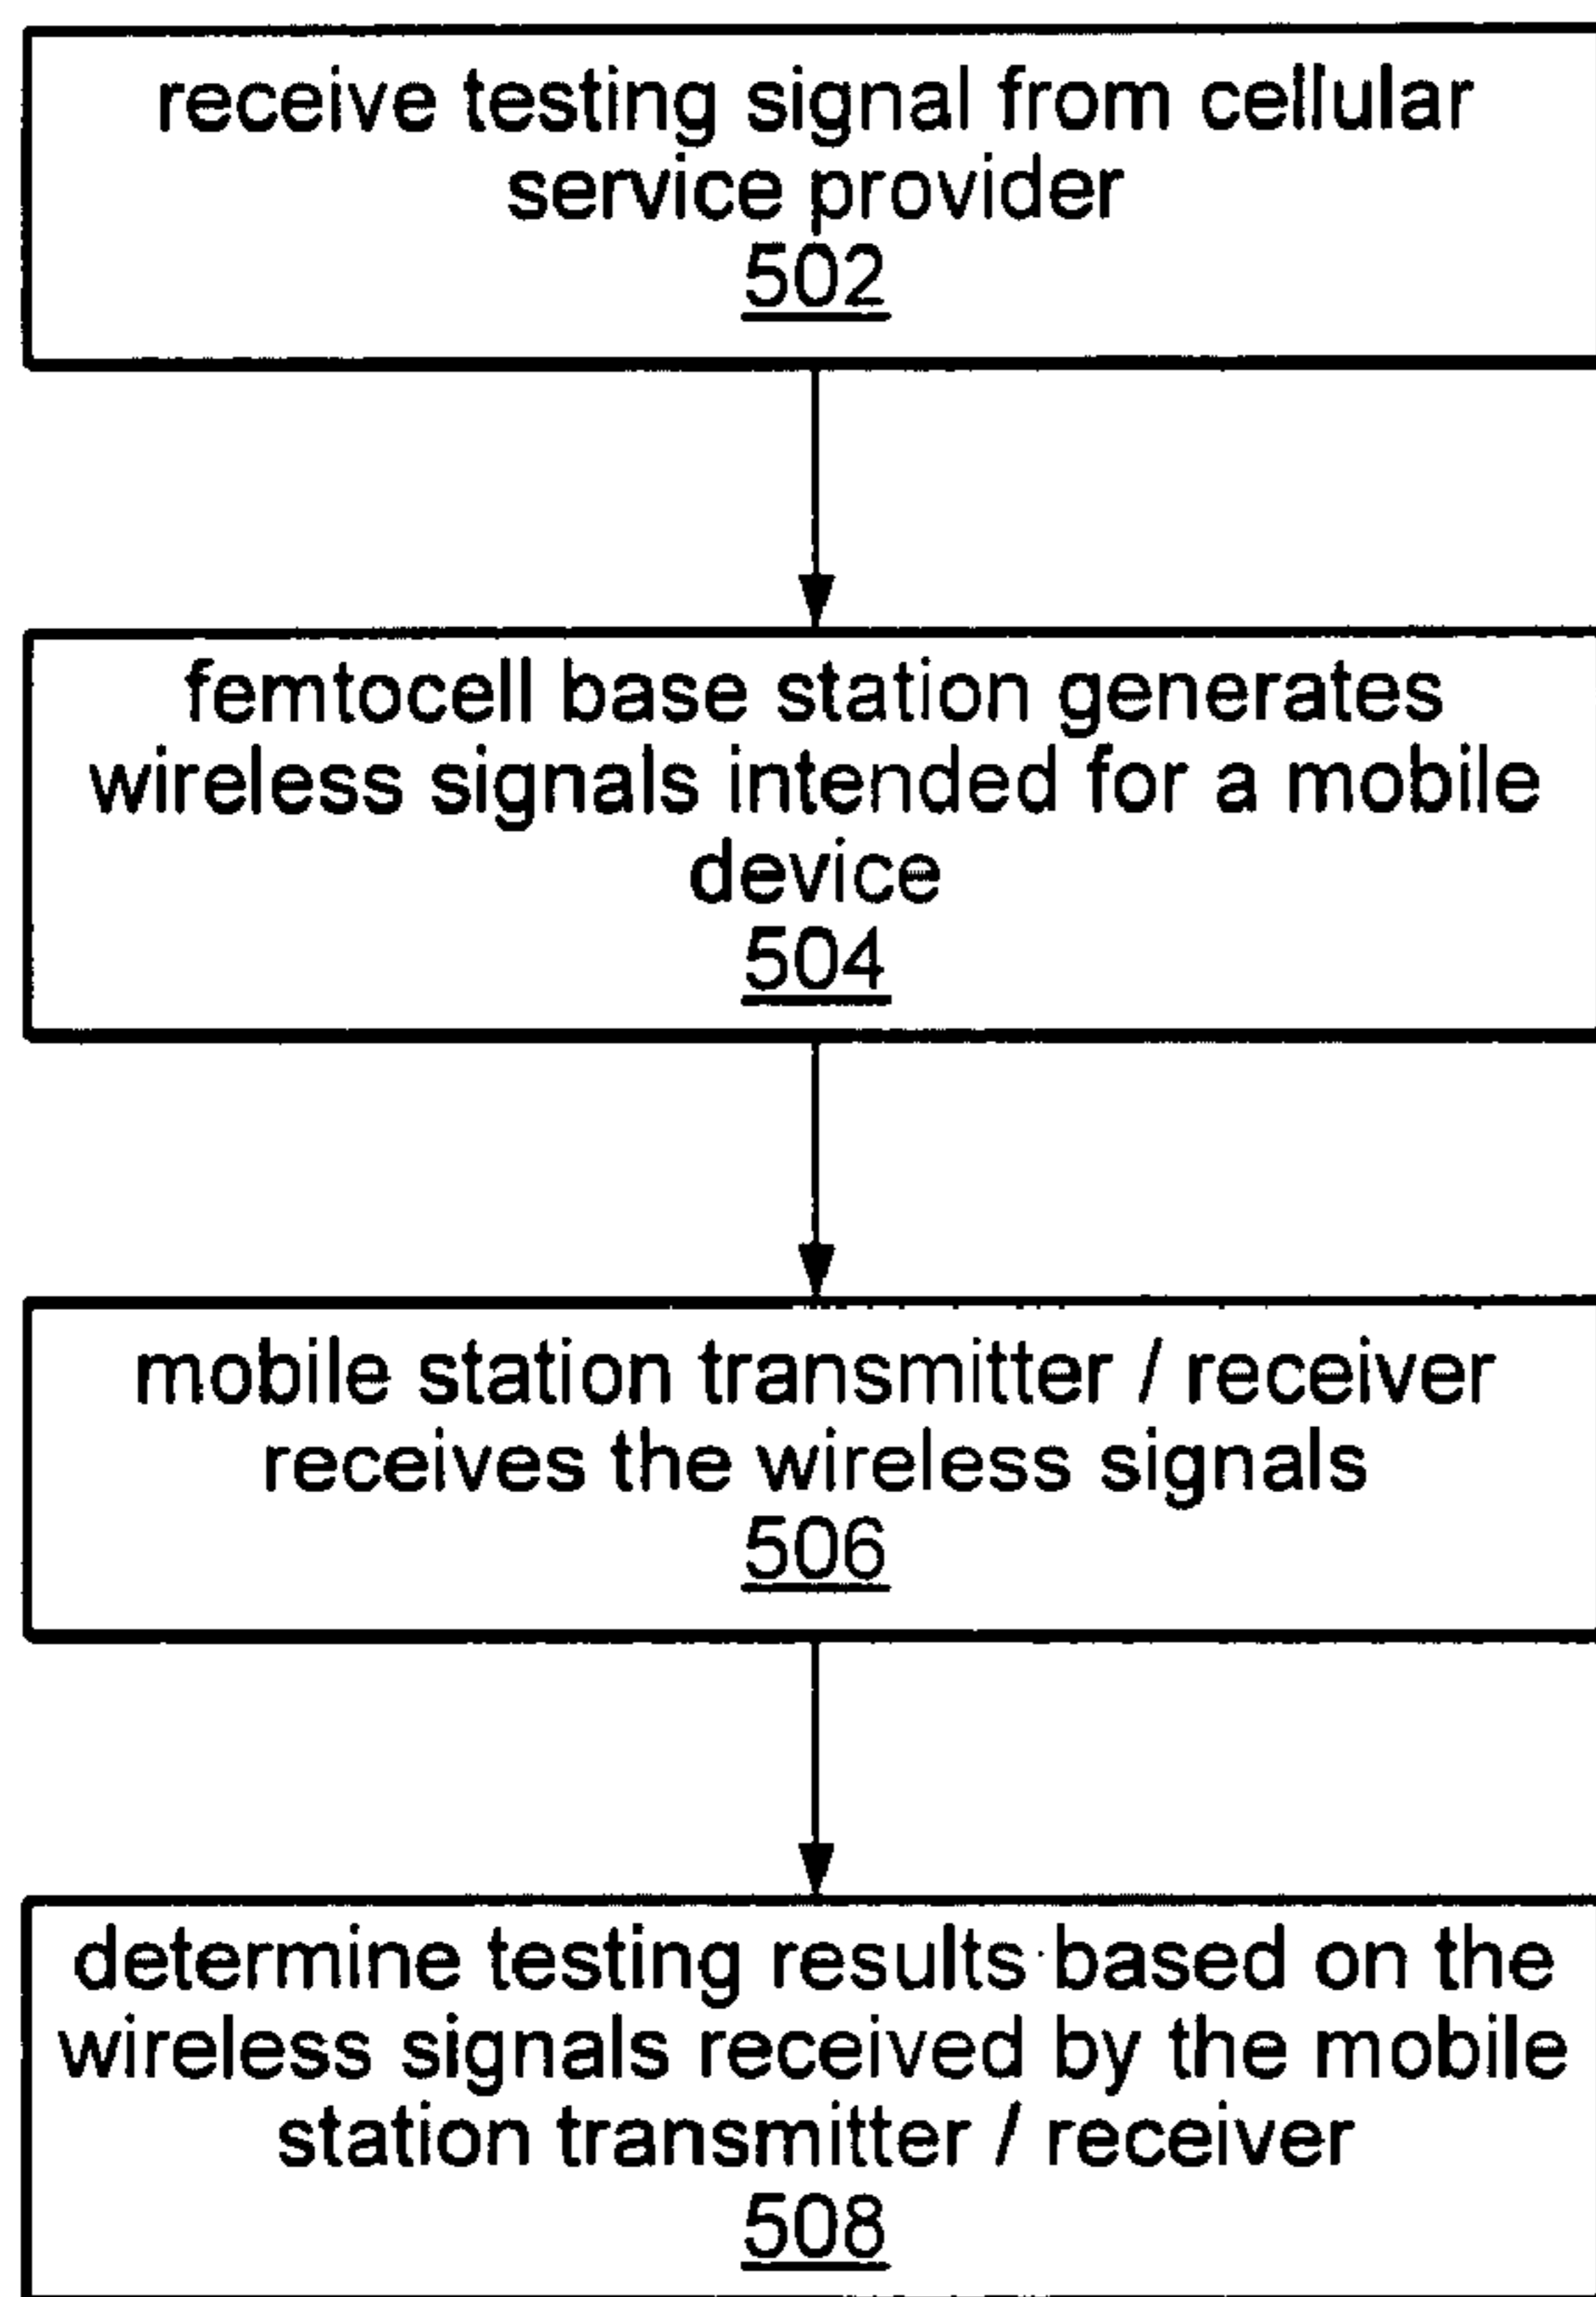 receive testing signal from cellular
service provider
502
femtocell base station generates
wireless signals intended for a mobile
device
504
mobile station transmitter / receiver
receives the wireless signals
506
determine testing results based on the
wireless signals received by the mobile
station transmitter / receiver
508